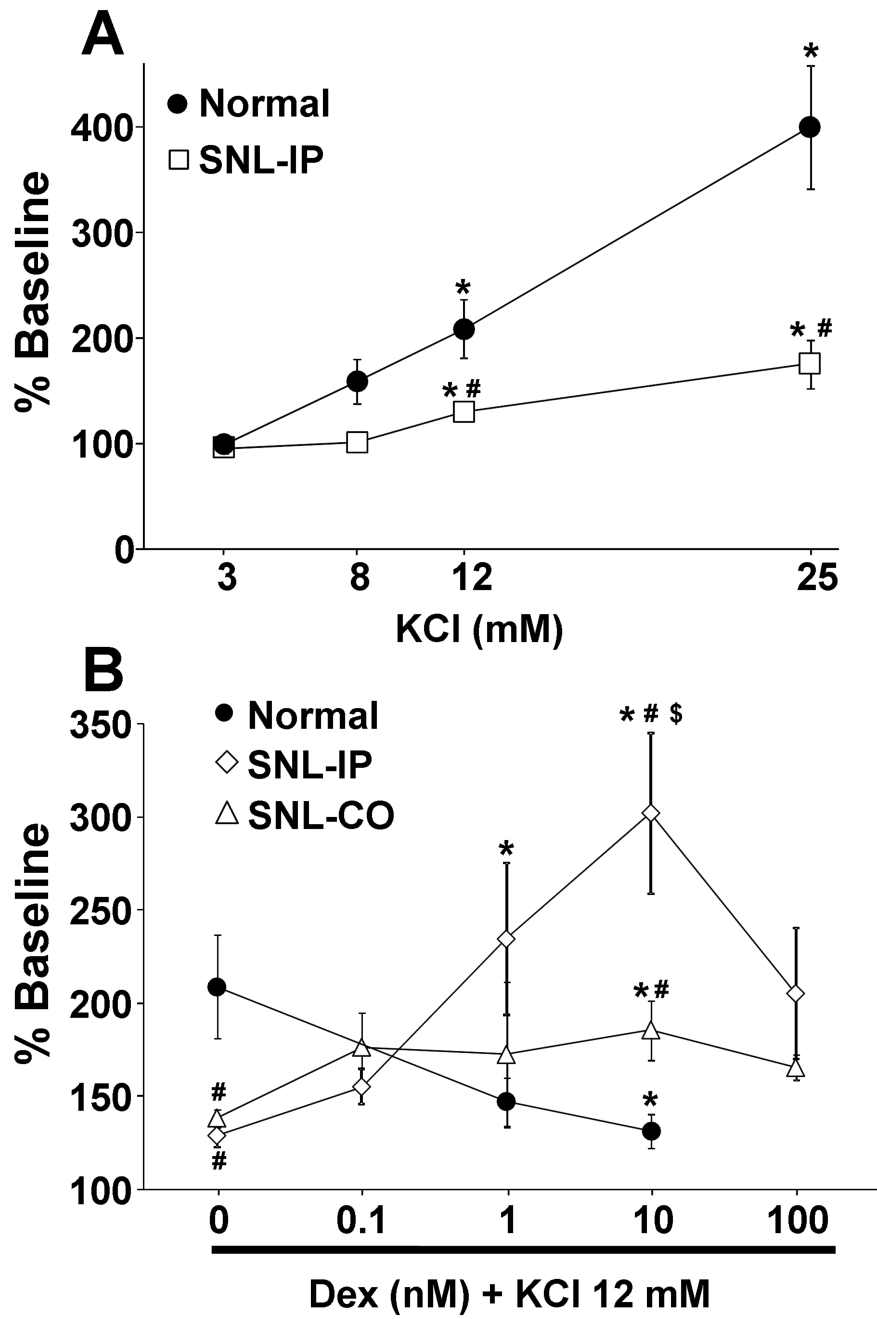 A
Normal
SNL-IP
% Baseline
400
300
200
100
0
*
*
* #
* #
3 8 12 25
KCl (mM)
B
Normal
SNL-IP
SNL-CO
% Baseline
350
300
250
200
150
100
* # $
*
* #
*
#
#
0 0.1 1 10 100
Dex (nM) + KCl 12 mM